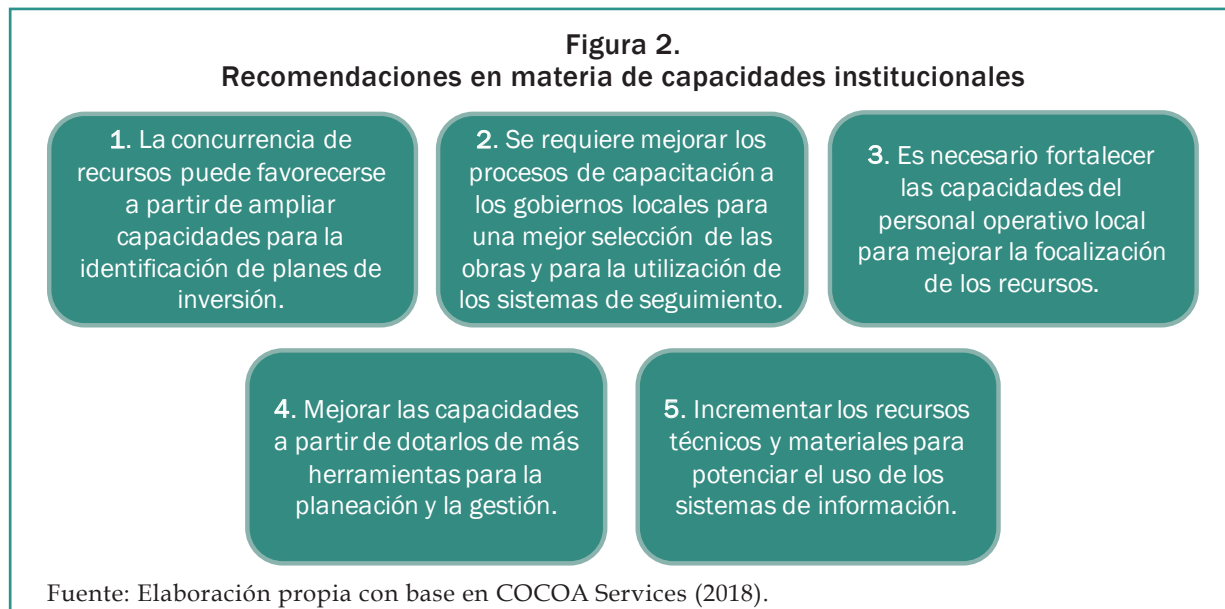 Figura 2.
Recomendaciones en materia de capacidades institucionales
1. La concurrencia de
recursos puede favorecerse
a partir de ampliar
capacidades para la
identificación de planes de
inversión.
2. Se requiere mejorar los
procesos de capacitación a
los gobiernos locales para
una mejor selección de las
obras y para la utilización de
los sistemas de seguimiento.
3. Es necesario fortalecer
las capacidades del
personal operativo local
para mejorar la focalización
de los recursos.
4. Mejorar las capacidades
a partir de dotarlos de más
herramientas para la
planeación y la gestión.
5. Incrementar los recursos
técnicos y materiales para
potenciar el uso de los
sistemas de información.
Fuente: Elaboración propia con base en COCOA Services (2018).